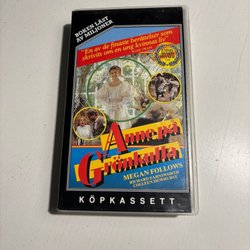 BOKEN LÄST
AV MILJONER
"En av de finaste berättelser som
skrivits om en ung kvinnas liv"
Anne på
Grönkulla
MEGAN FOLLOWS
RICHARD FARNSWORTH
COLLEEN DEWHURST
KÖPKASSETT